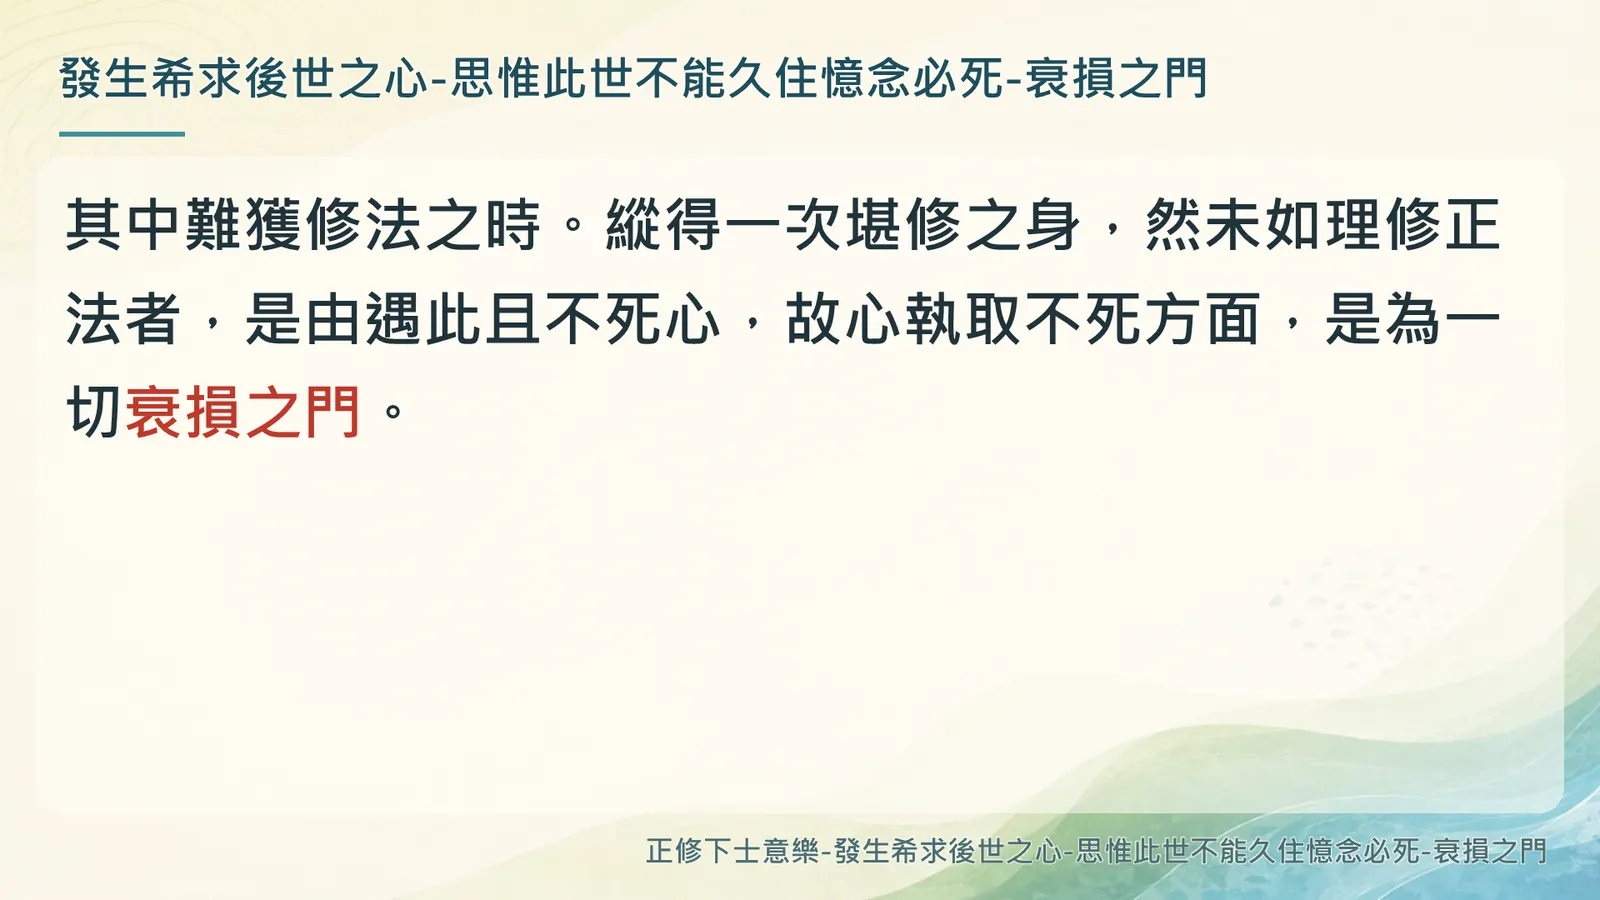 發生希求後世之心-思惟此世不能久住憶念必死-衰損之門
其中難獲修法之時。縱得一次堪修之身，然未如理修正
法者，是由遇此且不死心，故心執取不死方面，是為一
切衰損之門。
正修下士意樂-發生希求後世之心-思惟此世不能久住憶念必死-衰損之門